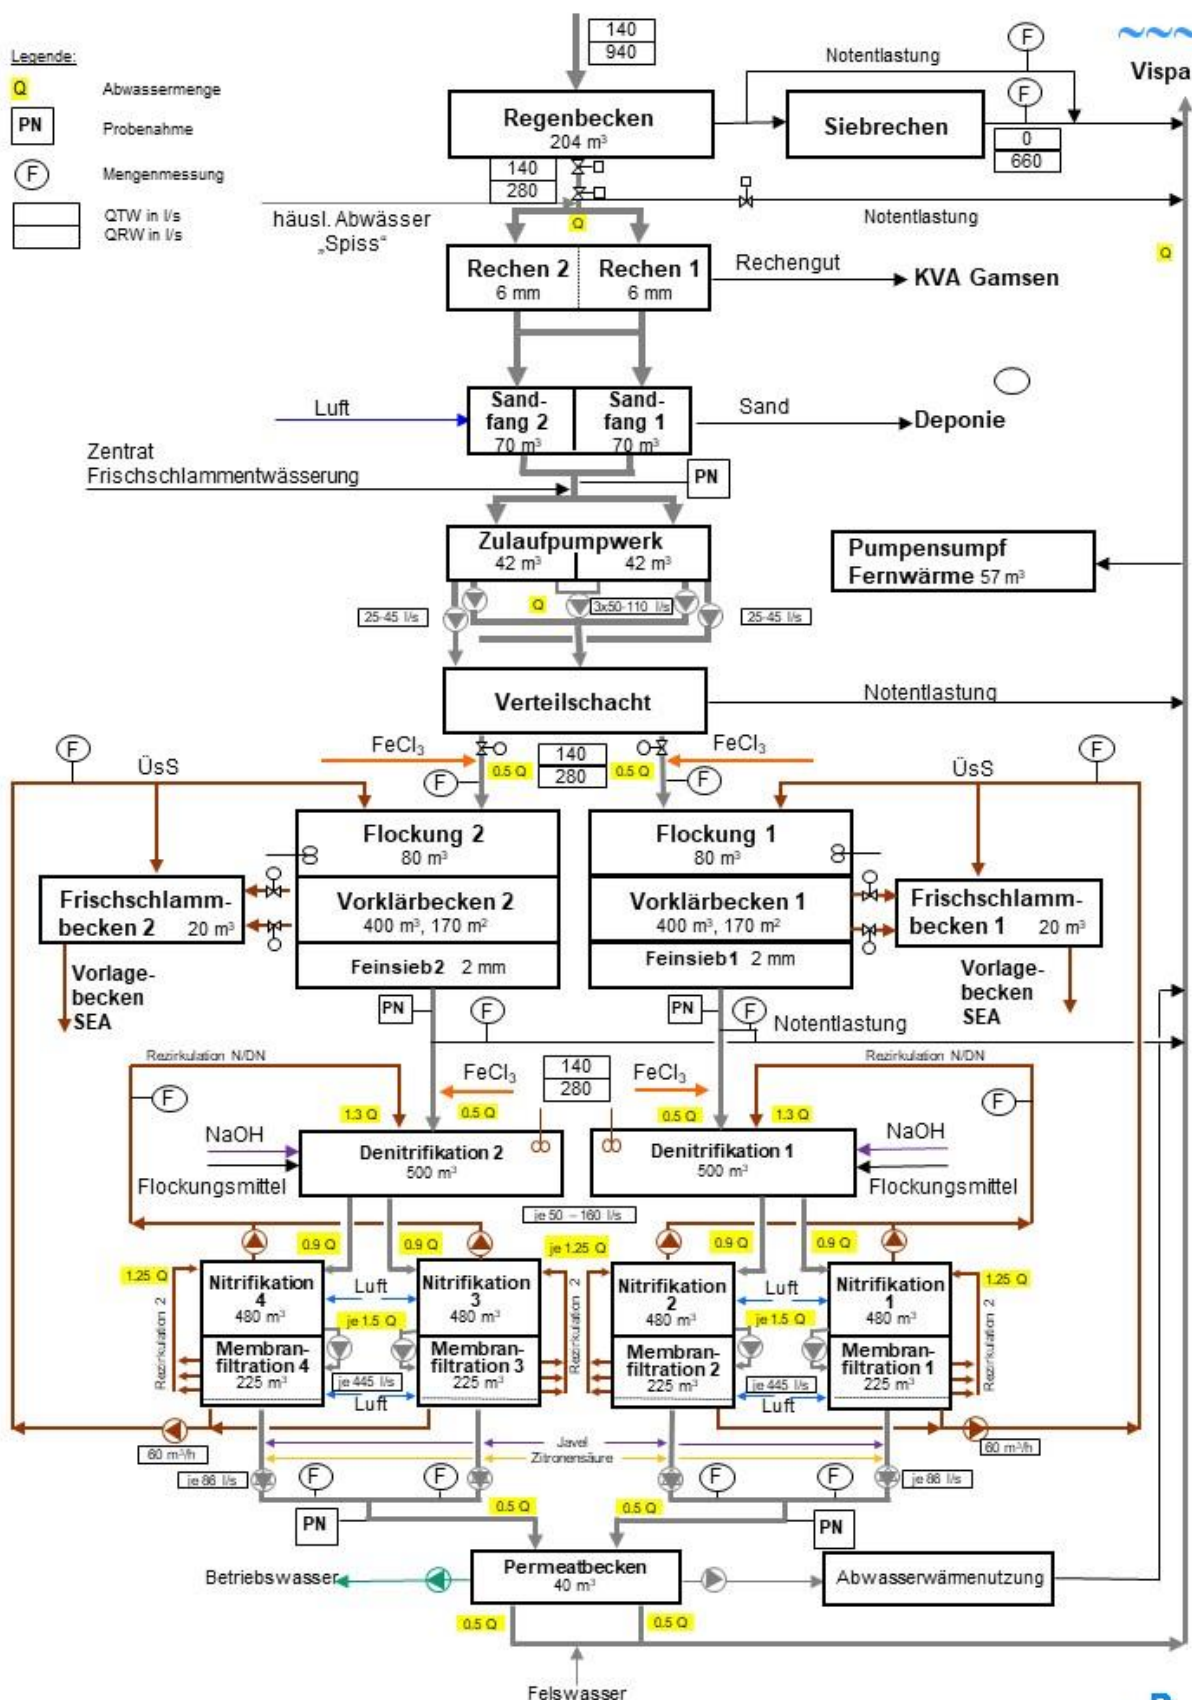 140
940
Notentlastung
F
Vispa
Legende:
Q Abwassermenge
PN Probenahme
F Mengenmessung
QTW in l/s
QRW in l/s
Regenbecken
204 m³
Siebrechen
F
0
660
140
280
häusl. Abwässer
„Spiss“
Q
Notentlastung
Q
Rechen 2
6 mm
Rechen 1
6 mm
Rechengut
KVA Gamsen
Luft
Sand-
fang 2
70 m³
Sand-
fang 1
70 m³
Sand
Deponie
Zentrat
Frischschlammentwässerung
PN
Zulaufpumpwerk
42 m³ 42 m³
Pumpensumpf
Fernwärme 57 m³
25-45 l/s
Q
3x50-110 l/s
25-45 l/s
Verteilschacht
Notentlastung
F
ÜsS
FeCl₃
F
0.5 Q
140
280
0.5 Q
F
FeCl₃
ÜsS
F
Flockung 2
80 m³
Flockung 1
80 m³
Frischschlamm-
becken 2 20 m³
Vorklärbecken 2
400 m³, 170 m²
Vorklärbecken 1
400 m³, 170 m²
Frischschlamm-
becken 1 20 m³
Feinsieb2 2 mm
Feinsieb1 2 mm
Vorlage-
becken
SEA
PN
F
PN
F
Notentlastung
Vorlage-
becken
SEA
Rezirkulation N/DN
F
FeCl₃
140
280
FeCl₃
Rezirkulation N/DN
F
1.3 Q
0.5 Q
0.5 Q
1.3 Q
NaOH
Flockungsmittel
Denitrifikation 2
500 m³
Denitrifikation 1
500 m³
NaOH
Flockungsmittel
je 50 – 160 l/s
0.9 Q
0.9 Q
je 1.25 Q
0.9 Q
0.9 Q
1.25 Q
1.25 Q
Rezirkulation 2
Nitrifikation
4
480 m³
Luft
je 1.5 Q
Nitrifikation
3
480 m³
Rezirkulation 2
Nitrifikation
2
480 m³
Luft
je 1.5 Q
Nitrifikation
1
480 m³
Rezirkulation 2
Membran-
filtration 4
225 m³
je 445 l/s
Luft
Membran-
filtration 3
225 m³
Membran-
filtration 2
225 m³
je 445 l/s
Luft
Membran-
filtration 1
225 m³
60 m³/h
Javel
Zitronensäure
60 m³/h
je 86 l/s
F
F
F
F
je 86 l/s
PN
0.5 Q
0.5 Q
PN
Betriebswasser
Permeatbecken
40 m³
Abwasserwärmenutzung
0.5 Q
0.5 Q
Felswasser